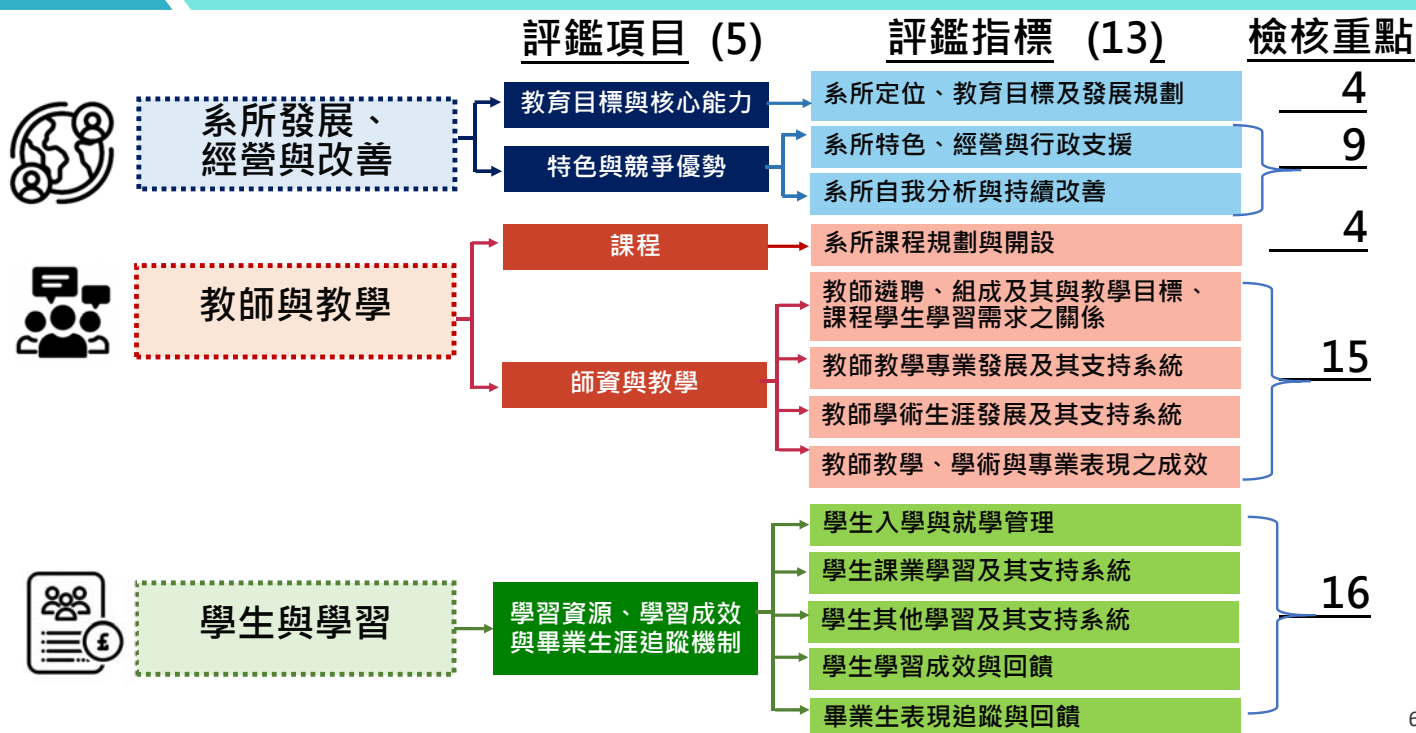 評鑑項目 (5)
評鑑指標 (13)
檢核重點
系所發展、
經營與改善
教育目標與核心能力
系所定位、教育目標及發展規劃
4
特色與競爭優勢
系所特色、經營與行政支援
系所自我分析與持續改善
9
教師與教學
課程
系所課程規劃與開設
4
師資與教學
教師遴聘、組成及其與教學目標、
課程學生學習需求之關係
教師教學專業發展及其支持系統
教師學術生涯發展及其支持系統
教師教學、學術與專業表現之成效
15
學生與學習
學習資源、學習成效
與畢業生涯追蹤機制
學生入學與就學管理
學生課業學習及其支持系統
學生其他學習及其支持系統
學生學習成效與回饋
畢業生表現追蹤與回饋
16
£
6